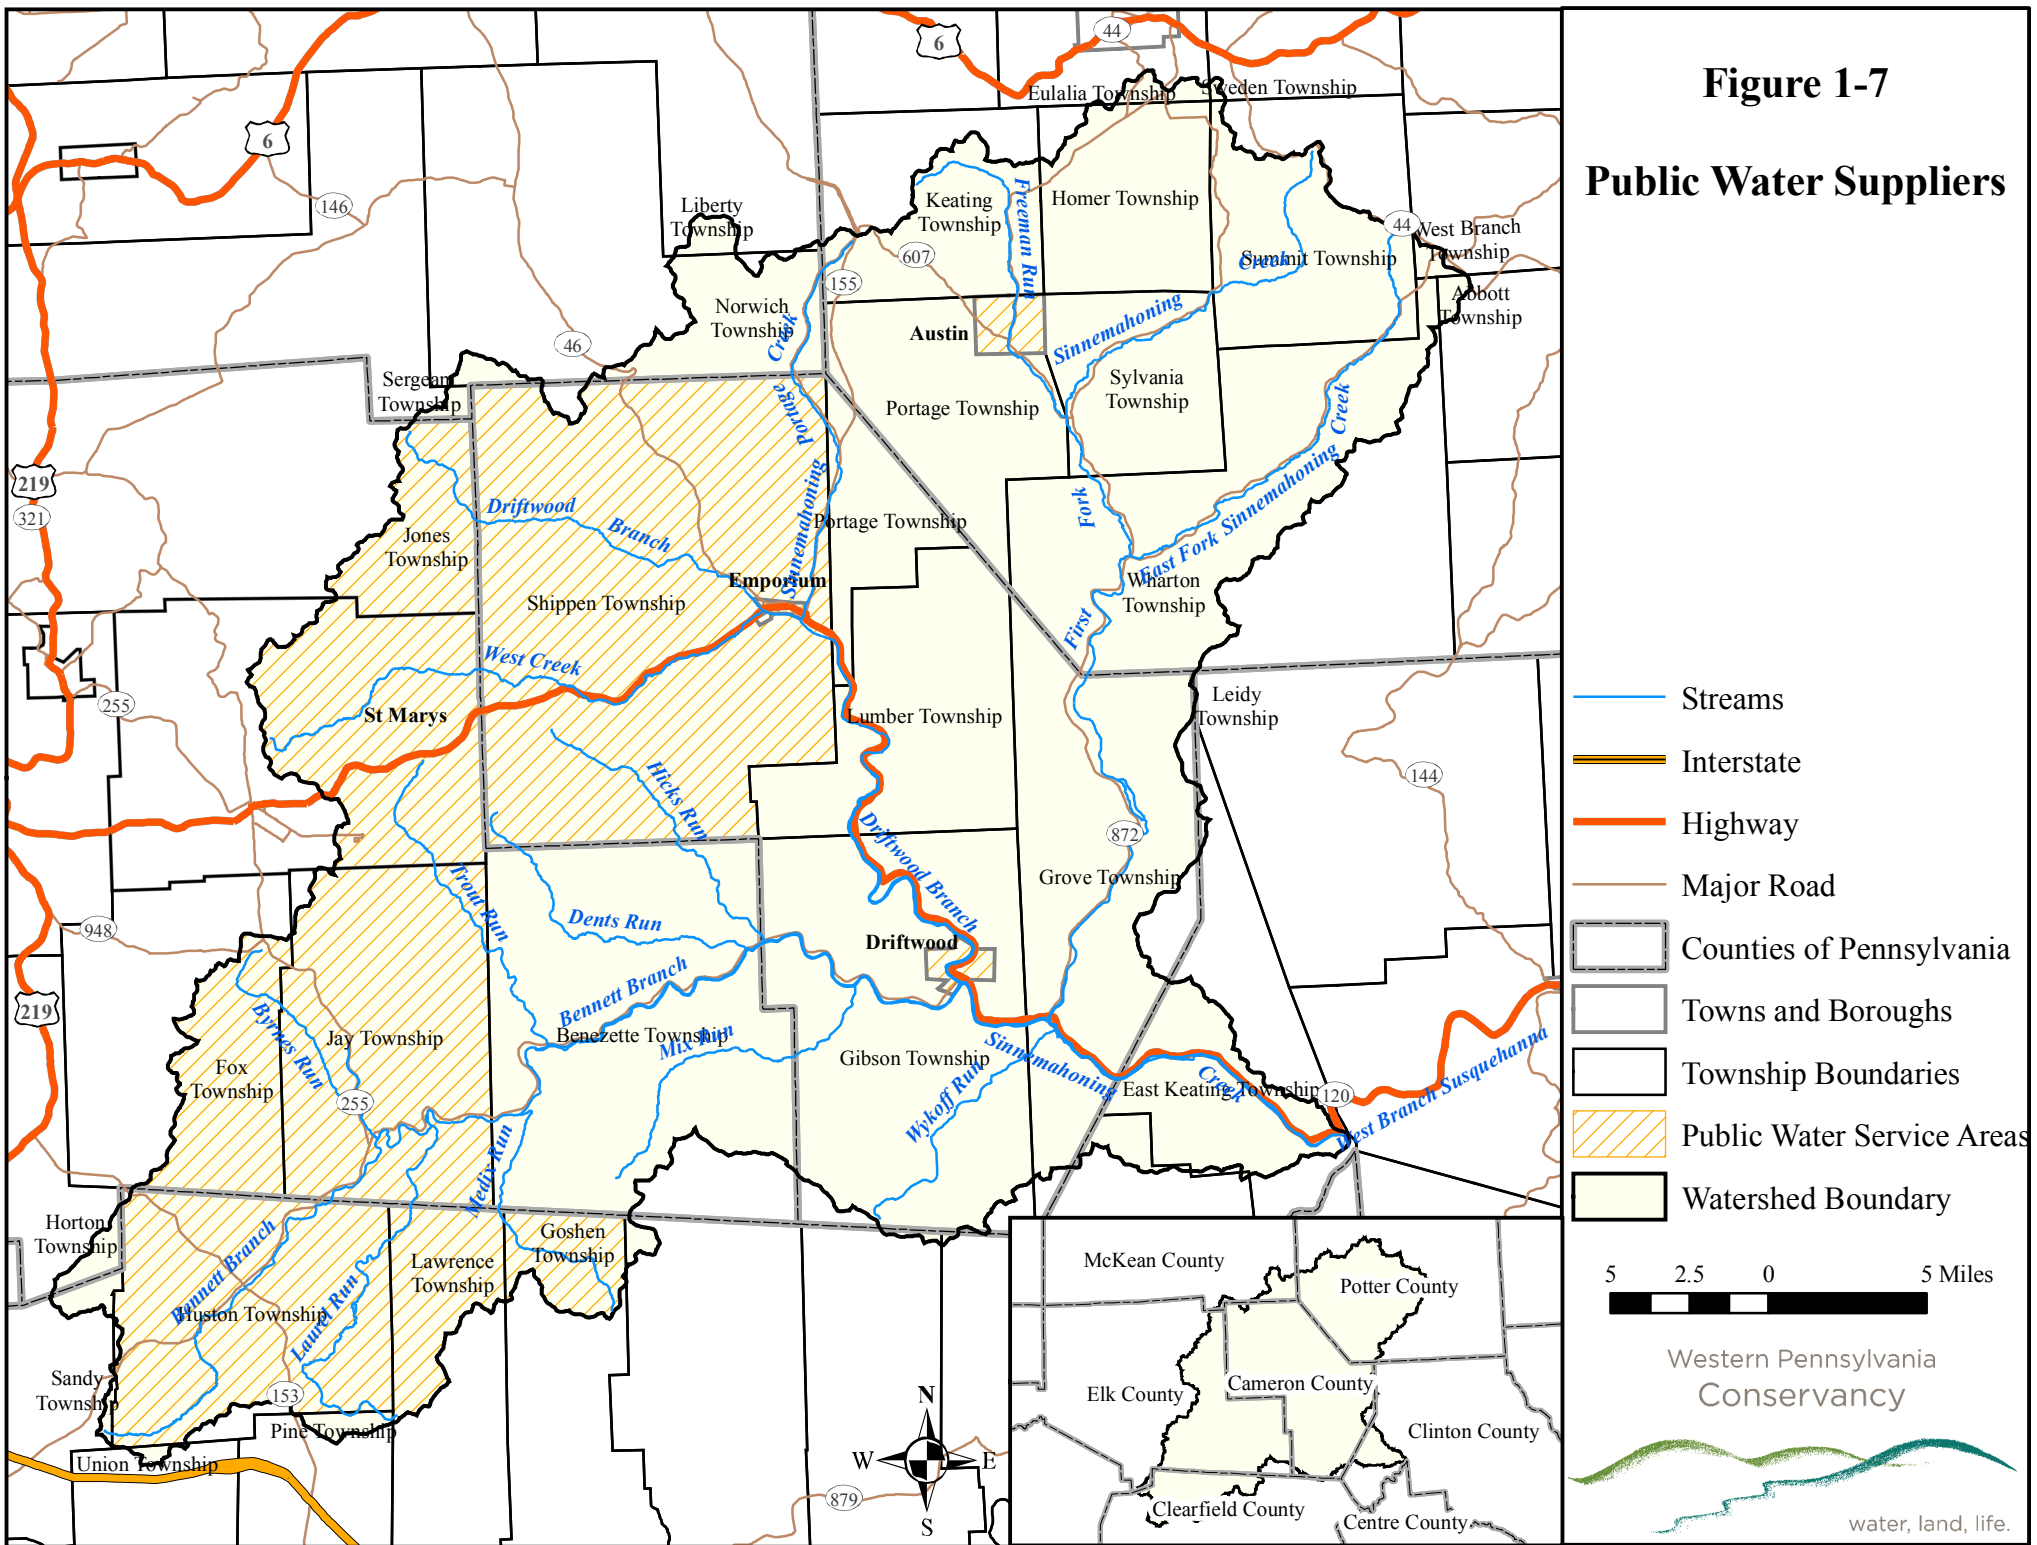 Figure 1-7
Public Water Suppliers
6
44
Eulalia Township
Sweden Township
6
146
Liberty
Township
Keating
Township
Freeman Run
Homer Township
44
West Branch
Township
607
Summit Township
Creek
155
Abbott
Township
Norwich
Township
Creek
Portage
Sinnemahoning
Austin
Sinnemahoning
46
Sergeant
Township
Sylvania
Township
Portage Township
Creek
East Fork Sinnemahoning
219
321
Driftwood
Branch
Fork
Portage Township
Jones
Township
Emporium
Shippen Township
Wharton
Township
First
West Creek
255
St Marys
Lumber Township
Leidy
Township
144
Hicks Run
872
Driftwood Branch
Grove Township
Trout Run
Dents Run
948
Driftwood
Bennett Branch
219
Byrnes Run
Jay Township
Benezette Township
Mix Run
Gibson Township
Sinnemahoning
Creek
West Branch Susquehanna
Fox
Township
255
Wykoff Run
East Keating Township
120
Medix Run
Horton
Township
Goshen
Township
Bennett Branch
Lawrence
Township
Huston Township
Laurel Run
Sandy
Township
153
Pine Township
Union Township
879
N
W
E
S
McKean County
Potter County
Elk County
Cameron County
Clinton County
Clearfield County
Centre County
Streams
Interstate
Highway
Major Road
Counties of Pennsylvania
Towns and Boroughs
Township Boundaries
Public Water Service Areas
Watershed Boundary
5 2.5 0 5 Miles
Western Pennsylvania
Conservancy
water, land, life.